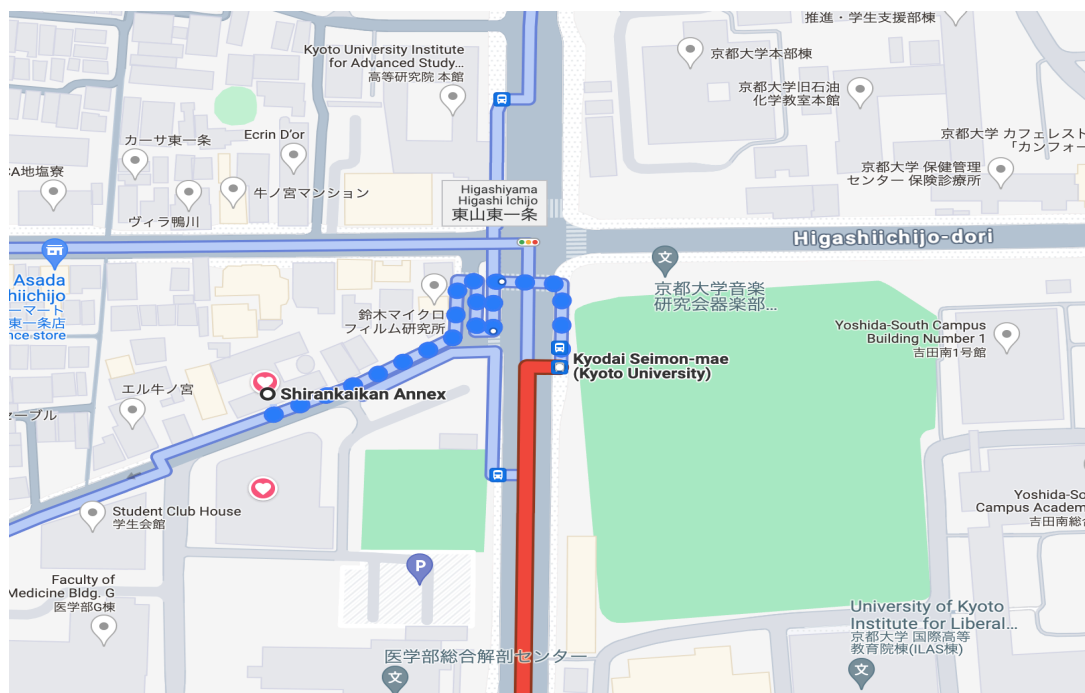 推進・学生支援部棟
Kyoto University Institute
for Advanced Study...
高等研究院 本館
京都大学本部棟
京都大学旧石油
化学教室本館
カーサ東一条
Ecrin D'or
京都大学 カフェレスト
「カンフォー
CA地塩寮
京都大学 保健管理
センター 保険診療所
牛ノ宮マンション
ヴィラ鴨川
Higashiyama
Higashi Ichijo
東山東一条
Higashiichijo-dori
Asada
hiichijo
ーマート
東一条店
nce store
京都大学音楽
研究会器楽部...
鈴木マイクロ
フィルム研究所
Yoshida-South Campus
Building Number 1
吉田南1号館
Kyodai Seimon-mae
(Kyoto University)
エル牛ノ宮
Shirankaikan Annex
セーブル
Student Club House
学生会館
Yoshida-So
Campus Academ
吉田南総合
P
Faculty of
Medicine Bldg. G
医学部G棟
University of Kyoto
Institute for Liberal...
京都大学 国際高等
教育院棟(ILAS棟)
医学部総合解剖センター
文
文
文